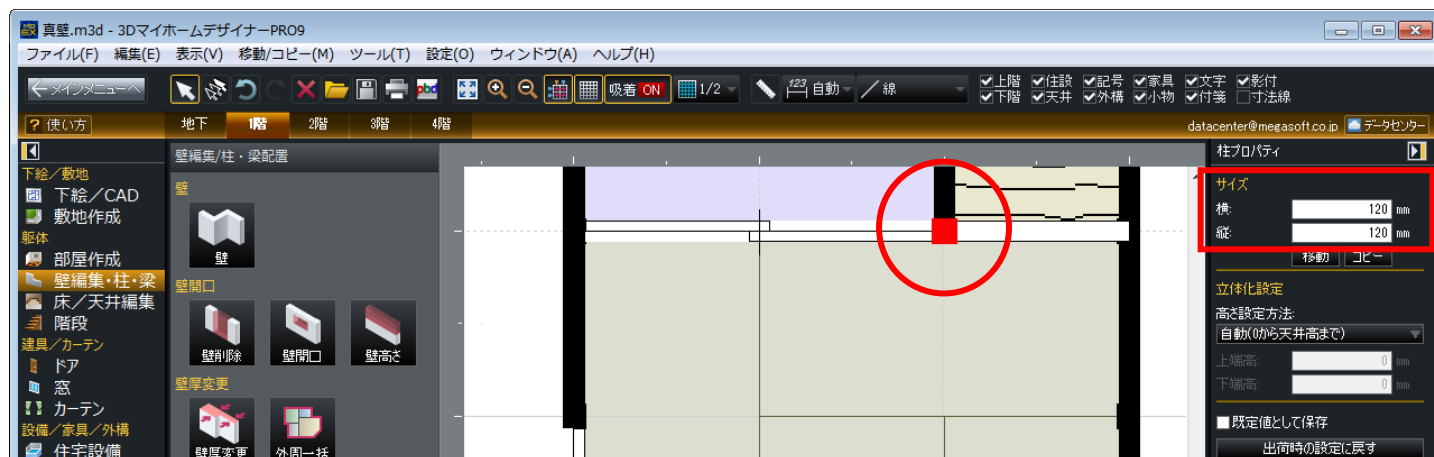 真壁.m3d - 3DマイホームデザイナーPRO9
ファイル(F) 編集(E) 表示(V) 移動/コピー(M) ツール(T) 設定(O) ウィンドウ(A) ヘルプ(H)
メインメニューへ
pbd
吸着 ON
1/2
123 自動
線
上階 住設 記号 家具 文字 影付
下階 天井 外構 小物 付箋 寸法線
? 使い方
地下 1階 2階 3階 4階
datacenter@megasoft.co.jp データセンター
下絵/敷地
下絵/CAD
敷地作成
躯体
部屋作成
壁編集・柱・梁
床/天井編集
階段
建具/カーテン
ドア
窓
カーテン
設備/家具/外構
住宅設備
壁編集/柱・梁配置
壁
壁
壁開口
壁削除 壁開口 壁高さ
壁厚変更
壁厚変更 外周一括
柱プロパティ
サイズ
横: 120 mm
縦: 120 mm
移動 コピー
立体化設定
高さ設定方法:
自動(0から天井高まで)
上端高: 0 mm
下端高: 0 mm
既定値として保存
出荷時の設定に戻す